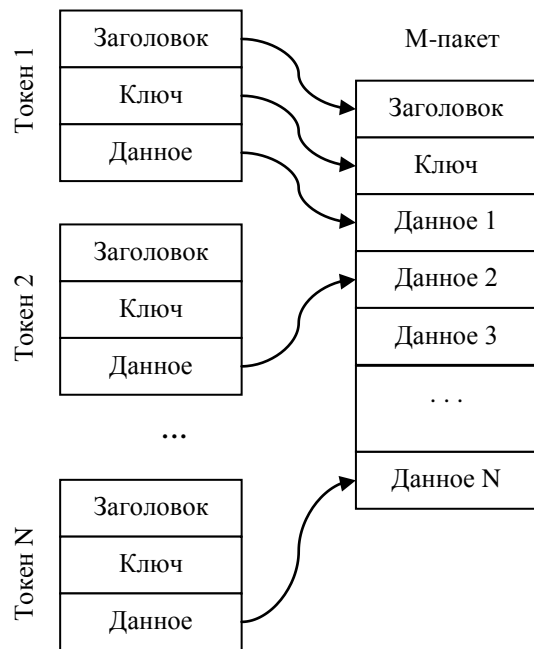 Токен 1
Заголовок
Ключ
Данное
Токен 2
Заголовок
Ключ
Данное
...
Токен N
Заголовок
Ключ
Данное
М-пакет
Заголовок
Ключ
Данное 1
Данное 2
Данное 3
. . .
Данное N